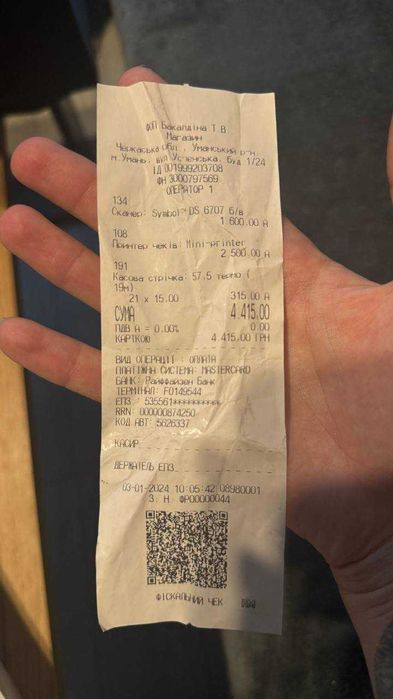 ФОП Бакалдіна Т.В
Магазин
Черкаська обл., Уманський р-н,
м.Умань, вул Успенська, буд 1/24
ІД 001999203708
ФН 3000797569
ОПЕРАТОР 1
134
Сканер: Symbol DS 6707 б/в
1 600.00 А
108
Принтер чеків: Mini-printer
2 500.00 А
191
Касова стрічка: 57.5 термо (
19м)
21 x 15.00 315.00 А
СУМА 4 415.00
ПДВ А = 0.00% 0.00
КАРТКОЮ 4 415.00 ГРН
ВИД ОПЕРАЦІЇ : ОПЛАТА
ПЛАТІЖНА СИСТЕМА: MASTERCARD
БАНК: Райффайзен Банк
ТЕРМІНАЛ: F0149544
ЕПЗ 535561**********
RRN: 000000874250
КОД АВТ: 5626337
КАСИР
ДЕРЖАТЕЛЬ ЕПЗ
03-01-2024 10:05:42 08980001
З. Н. ФР00000044
ФІСКАЛЬНИЙ ЧЕК